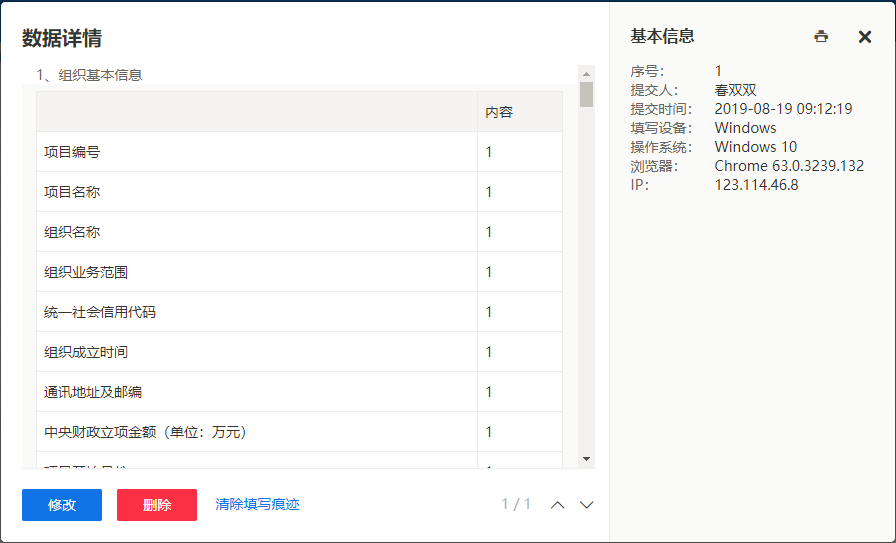 数据详情
1、组织基本信息
内容
项目编号 1
项目名称 1
组织名称 1
组织业务范围 1
统一社会信用代码 1
组织成立时间 1
通讯地址及邮编 1
中央财政立项金额（单位：万元） 1
修改 删除 清除填写痕迹 1 / 1
基本信息
序号： 1
提交人： 春双双
提交时间： 2019-08-19 09:12:19
填写设备： Windows
操作系统： Windows 10
浏览器： Chrome 63.0.3239.132
IP： 123.114.46.8